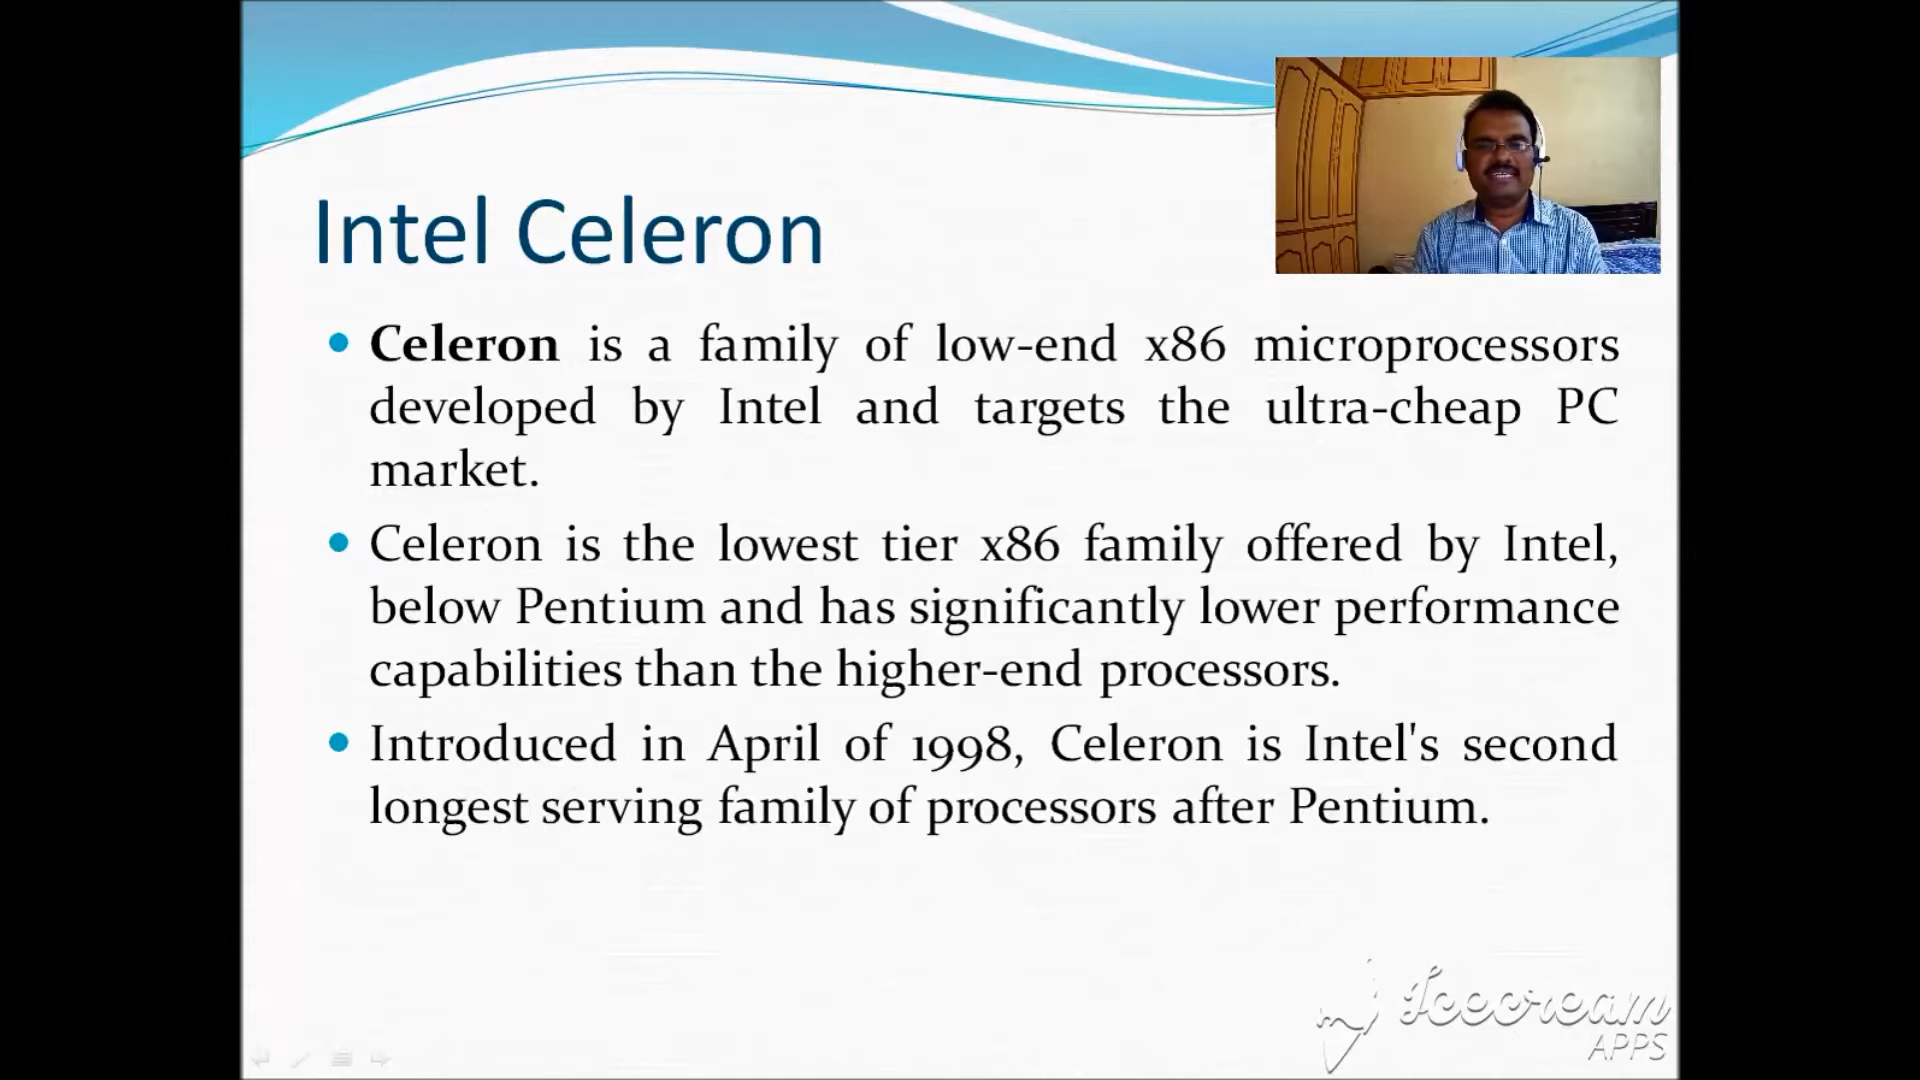 Intel Celeron
Celeron is a family of low-end x86 microprocessors
developed by Intel and targets the ultra-cheap PC
market.
Celeron is the lowest tier x86 family offered by Intel,
below Pentium and has significantly lower performance
capabilities than the higher-end processors.
Introduced in April of 1998, Celeron is Intel's second
longest serving family of processors after Pentium.
Icecream
APPS